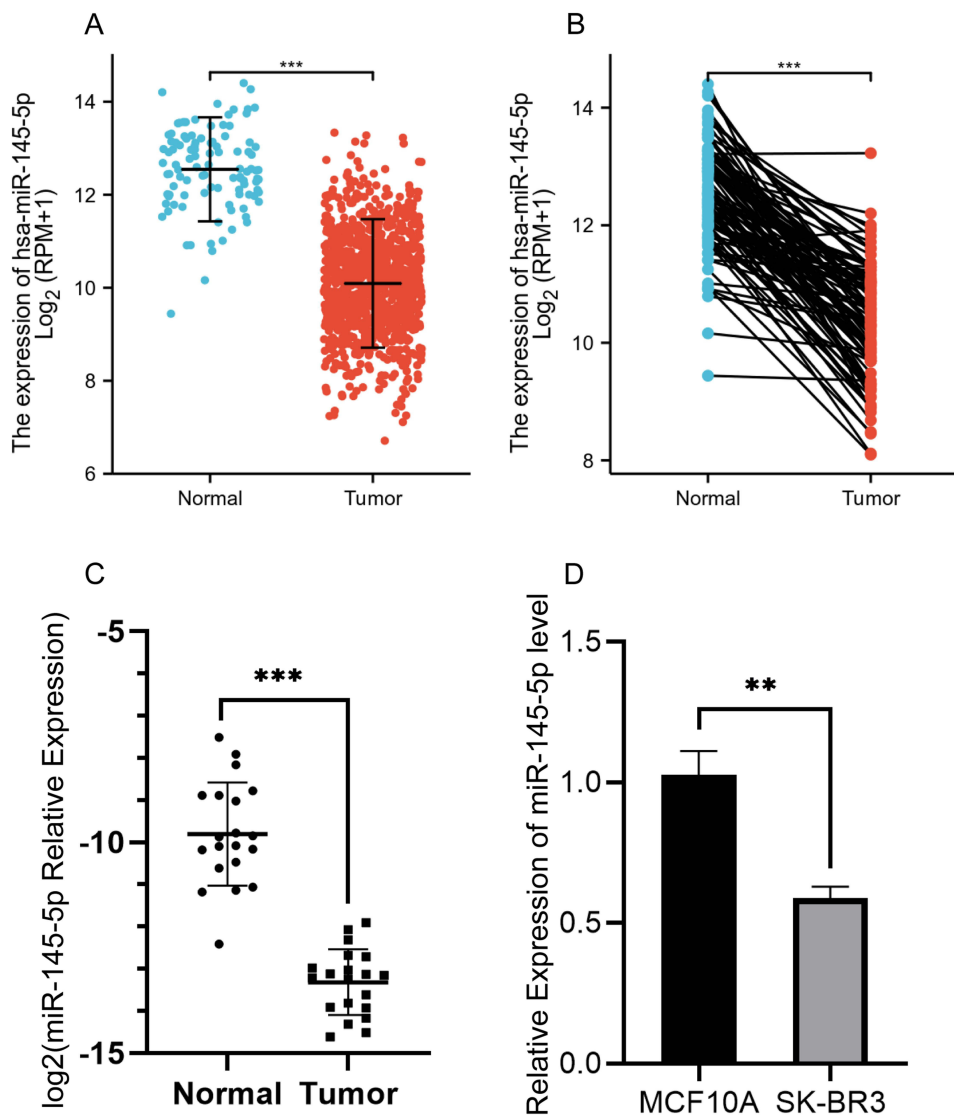 A
The expression of hsa-miR-145-5p
Log2 (RPM+1)
***
14
12
10
8
6
Normal
Tumor
B
The expression of hsa-miR-145-5p
Log2 (RPM+1)
***
14
12
10
8
Normal
Tumor
C
log2(miR-145-5p Relative Expression)
***
-5
-10
-15
Normal
Tumor
D
Relative Expression of miR-145-5p level
**
1.5
1.0
0.5
0.0
MCF10A
SK-BR3